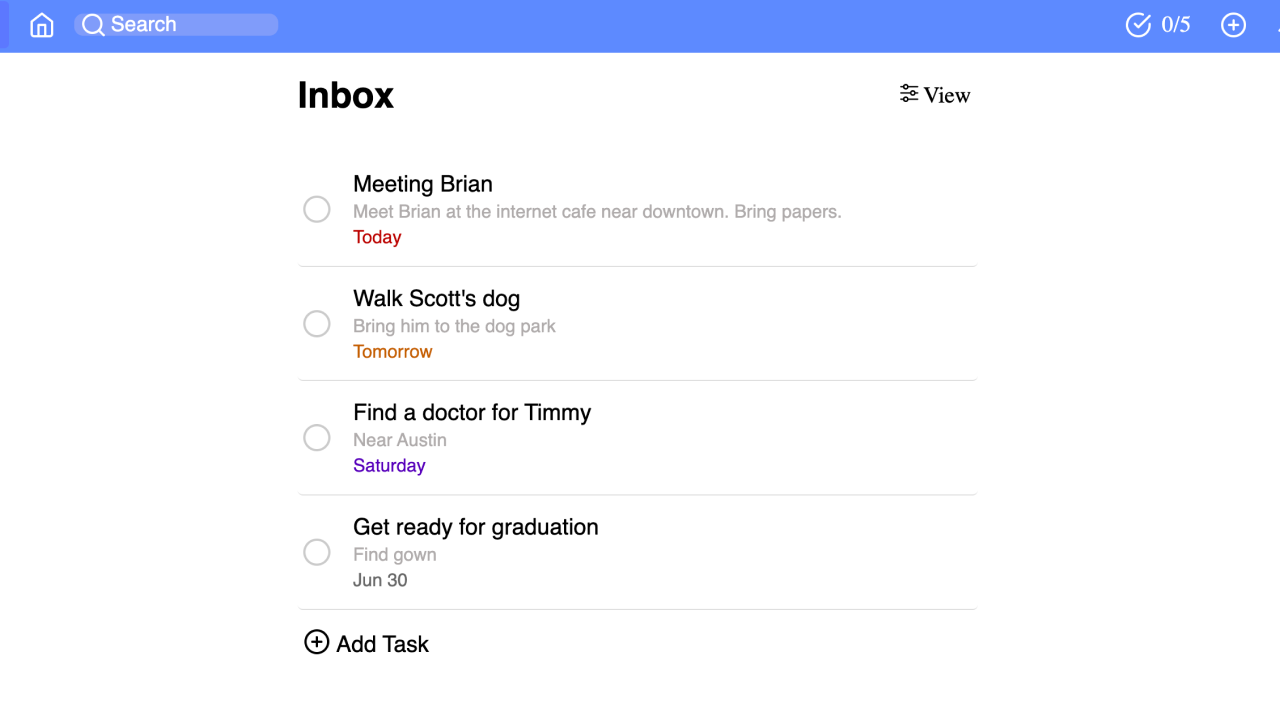 Search
0/5
Inbox
View
Meeting Brian
Meet Brian at the internet cafe near downtown. Bring papers.
Today
Walk Scott's dog
Bring him to the dog park
Tomorrow
Find a doctor for Timmy
Near Austin
Saturday
Get ready for graduation
Find gown
Jun 30
Add Task